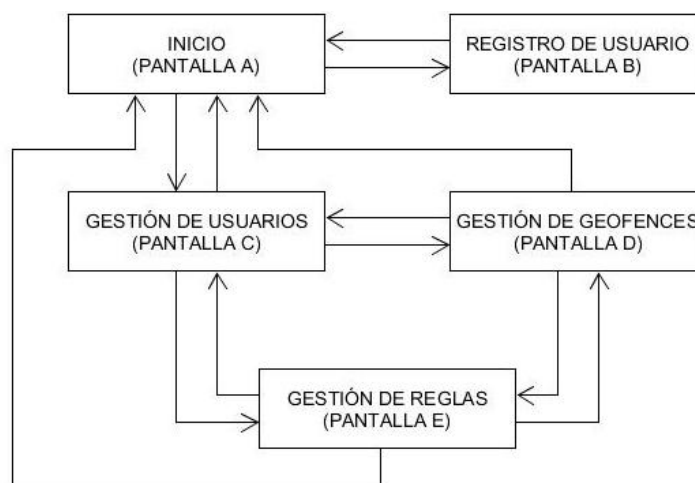 INICIO
(PANTALLA A)
REGISTRO DE USUARIO
(PANTALLA B)
GESTIÓN DE USUARIOS
(PANTALLA C)
GESTIÓN DE GEOFENCES
(PANTALLA D)
GESTIÓN DE REGLAS
(PANTALLA E)